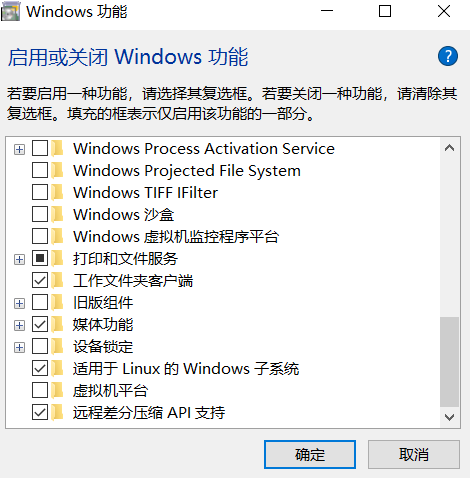 Windows 功能
启用或关闭 Windows 功能
?
若要启用一种功能，请选择其复选框。若要关闭一种功能，请清除其
复选框。填充的框表示仅启用该功能的一部分。
Windows Process Activation Service
Windows Projected File System
Windows TIFF IFilter
Windows 沙盒
Windows 虚拟机监控程序平台
打印和文件服务
工作文件夹客户端
旧版组件
媒体功能
设备锁定
适用于 Linux 的 Windows 子系统
虚拟机平台
远程差分压缩 API 支持
确定
取消